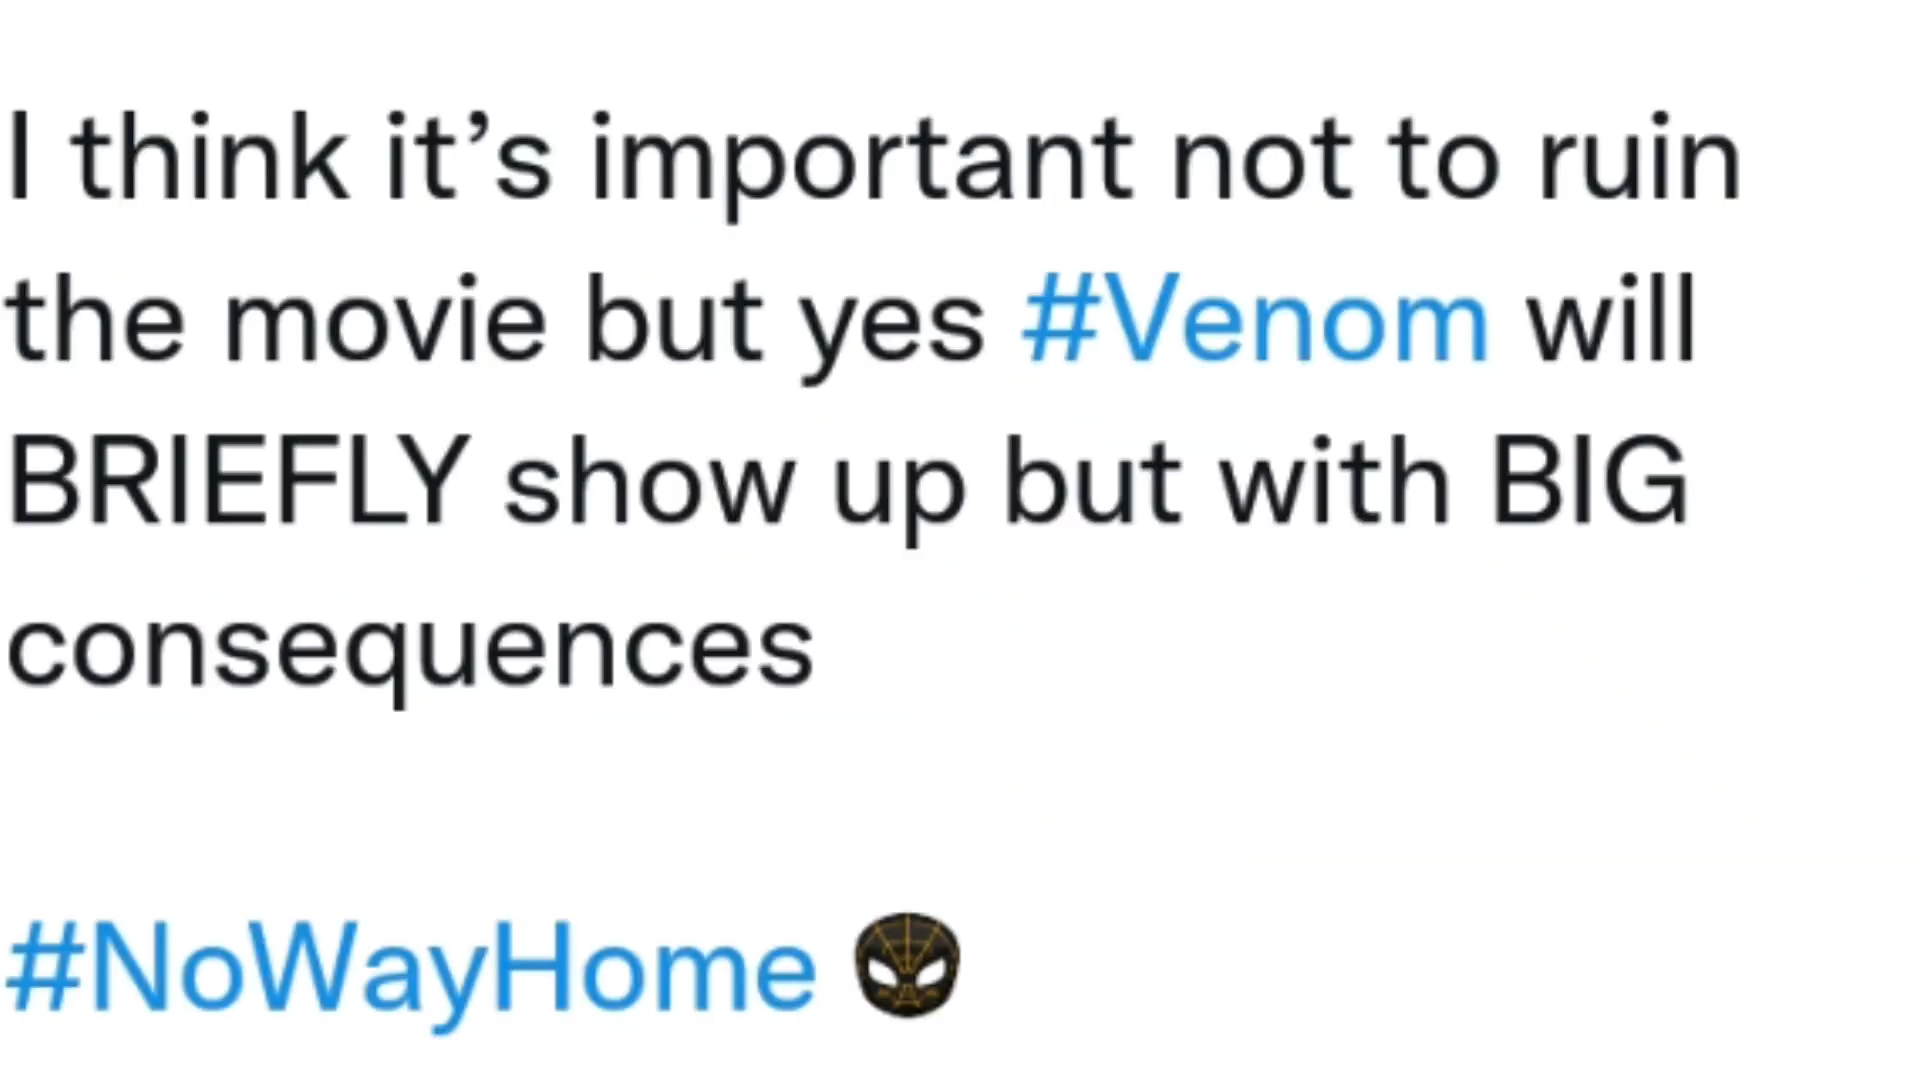 I think it’s important not to ruin
the movie but yes #Venom will
BRIEFLY show up but with BIG
consequences
#NoWayHome